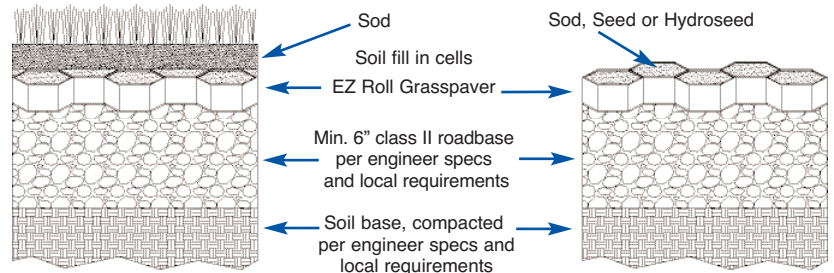 Sod
Sod, Seed or Hydroseed
Soil fill in cells
EZ Roll Grasspaver
Min. 6” class II roadbase
per engineer specs
and local requirements
Soil base, compacted
per engineer specs and
local requirements